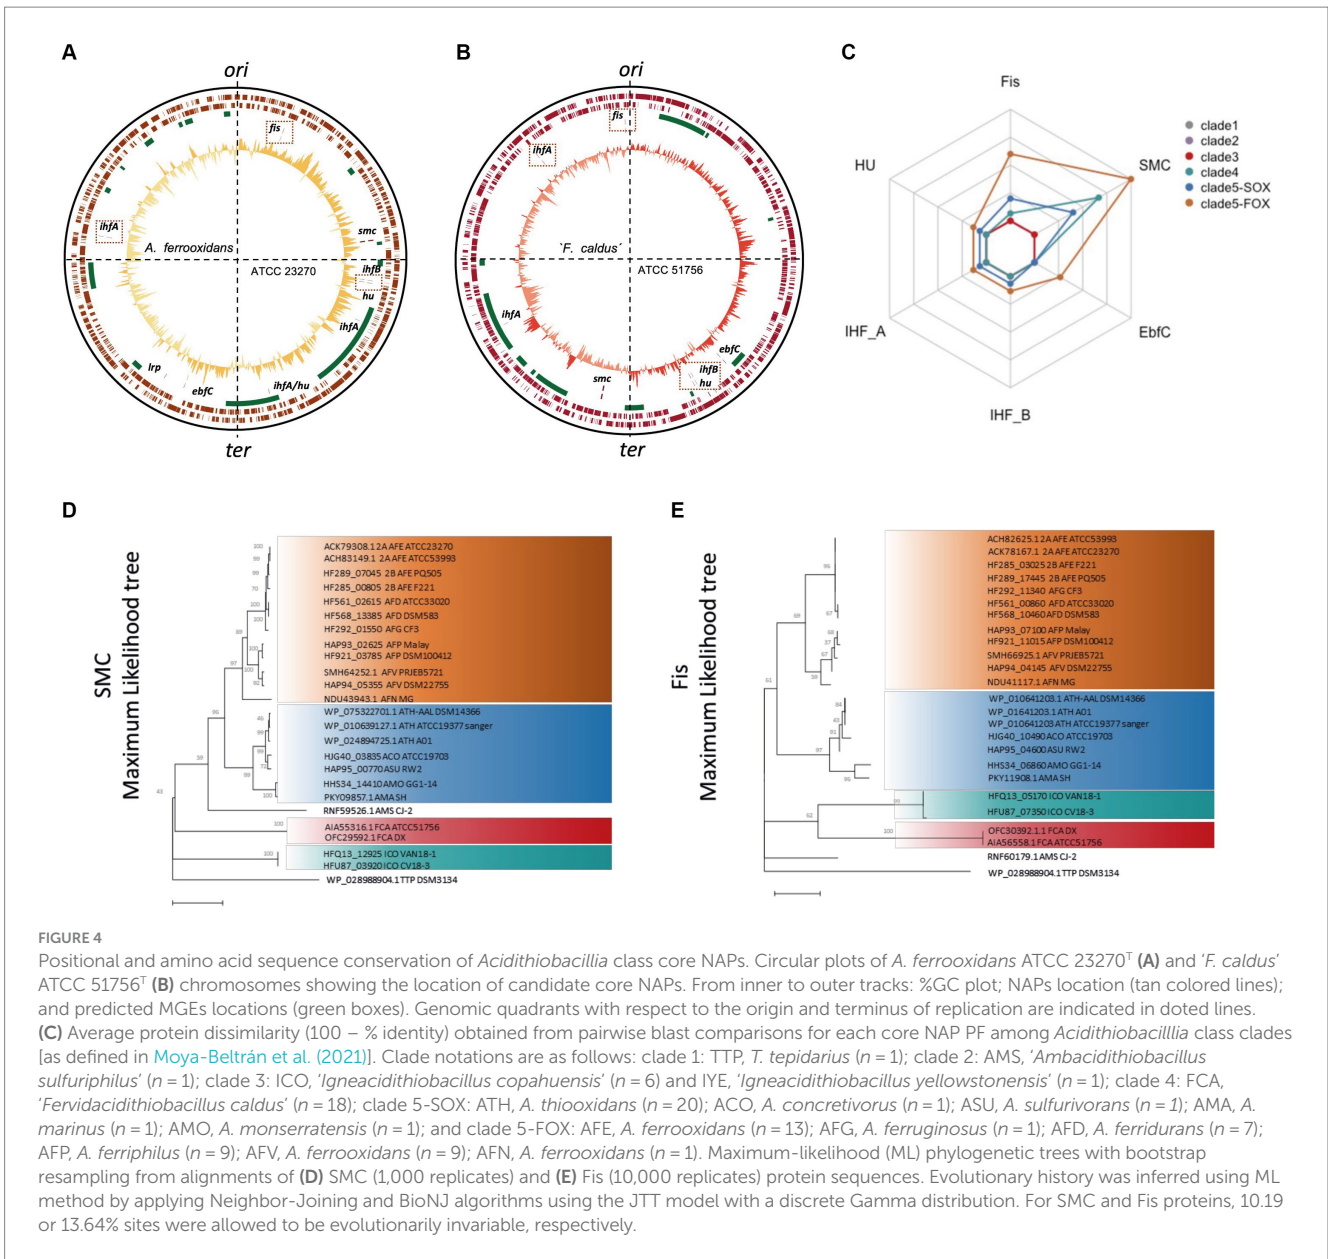 A
ori
fis
ihfA
A. ferrooxidans
smc
ATCC 23270
ihfB
hu
ihfA
lrp
ebfC
ihfA/hu
ter
B
ori
fis
ihfA
‛F. caldus´
ATCC 51756
ihfA
ebfC
ihfB
hu
smc
ter
C
Fis
HU
SMC
IHF_A
EbfC
IHF_B
clade1
clade2
clade3
clade4
clade5-SOX
clade5-FOX
D
SMC
Maximum Likelihood tree
ACK79308.1 2A AFE ATCC23270
ACH83149.1 2A AFE ATCC53993
HF289_07045 2B AFE PQ505
HF285_00805 2B AFE F221
HF561_02615 AFD ATCC33020
HF568_13385 AFD DSM583
HF292_01550 AFG CF3
HAP93_02625 AFP Malay
HF921_03785 AFP DSM100412
SMH64252.1 AFV PRJEB5721
HAP94_05355 AFV DSM22755
NDU43943.1 AFN MG
WP_075322701.1 ATH-AAL DSM14366
WP_010639127.1 ATH ATCC19377 sanger
WP_024894725.1 ATH A01
HJG40_03835 ACO ATCC19703
HAP95_00770 ASU RW2
HHS34_14410 AMO GG1-14
PKY09857.1 AMA SH
RNF59526.1 AMS CJ-2
AIA55316.1 FCA ATCC51756
OFC29592.1 FCA DX
HFQ13_12925 ICO VAN18-1
HFU87_03920 ICO CV18-3
WP_028988904.1 TTP DSM3134
E
Fis
Maximum Likelihood tree
ACH82625.1 2A AFE ATCC53993
ACK78167.1 2A AFE ATCC23270
HF285_03025 2B AFE F221
HF289_17445 2B AFE PQ505
HF292_11340 AFG CF3
HF561_00860 AFD ATCC33020
HF568_10460 AFD DSM583
HAP93_07100 AFP Malay
HF921_11015 AFP DSM100412
SMH66925.1 AFV PRJEB5721
HAP94_04145 AFV DSM22755
NDU41117.1 AFN MG
WP_010641203.1 ATH-AAL DSM14366
WP_01641203.1 ATH A01
WP_010641203 ATH ATCC19377 sanger
HJG40_10490 ACO ATCC19703
HAP95_04600 ASU RW2
HHS34_06860 AMO GG1-14
PKY11908.1 AMA SH
HFQ13_05170 ICO VAN18-1
HFU87_07350 ICO CV18-3
OFC30392.1.1 FCA DX
AIA56558.1 FCA ATCC51756
RNF60179.1 AMS CJ-2
WP_028988904.1 TTP DSM3134
FIGURE 4
Positional and amino acid sequence conservation of Acidithiobacillia class core NAPs. Circular plots of A. ferrooxidans ATCC 23270ᵀ (A) and ‘F. caldus’
ATCC 51756ᵀ (B) chromosomes showing the location of candidate core NAPs. From inner to outer tracks: %GC plot; NAPs location (tan colored lines);
and predicted MGEs locations (green boxes). Genomic quadrants with respect to the origin and terminus of replication are indicated in doted lines.
(C) Average protein dissimilarity (100 – % identity) obtained from pairwise blast comparisons for each core NAP PF among Acidithiobacilllia class clades
[as defined in Moya-Beltrán et al. (2021)]. Clade notations are as follows: clade 1: TTP, T. tepidarius (n = 1); clade 2: AMS, ‘Ambacidithiobacillus
sulfuriphilus’ (n = 1); clade 3: ICO, ‘Igneacidithiobacillus copahuensis’ (n = 6) and IYE, ‘Igneacidithiobacillus yellowstonensis’ (n = 1); clade 4: FCA,
‘Fervidacidithiobacillus caldus’ (n = 18); clade 5-SOX: ATH, A. thiooxidans (n = 20); ACO, A. concretivorus (n = 1); ASU, A. sulfurivorans (n = 1); AMA, A.
marinus (n = 1); AMO, A. monserratensis (n = 1); and clade 5-FOX: AFE, A. ferrooxidans (n = 13); AFG, A. ferruginosus (n = 1); AFD, A. ferridurans (n = 7);
AFP, A. ferriphilus (n = 9); AFV, A. ferrooxidans (n = 9); AFN, A. ferrooxidans (n = 1). Maximum-likelihood (ML) phylogenetic trees with bootstrap
resampling from alignments of (D) SMC (1,000 replicates) and (E) Fis (10,000 replicates) protein sequences. Evolutionary history was inferred using ML
method by applying Neighbor-Joining and BioNJ algorithms using the JTT model with a discrete Gamma distribution. For SMC and Fis proteins, 10.19
or 13.64% sites were allowed to be evolutionarily invariable, respectively.